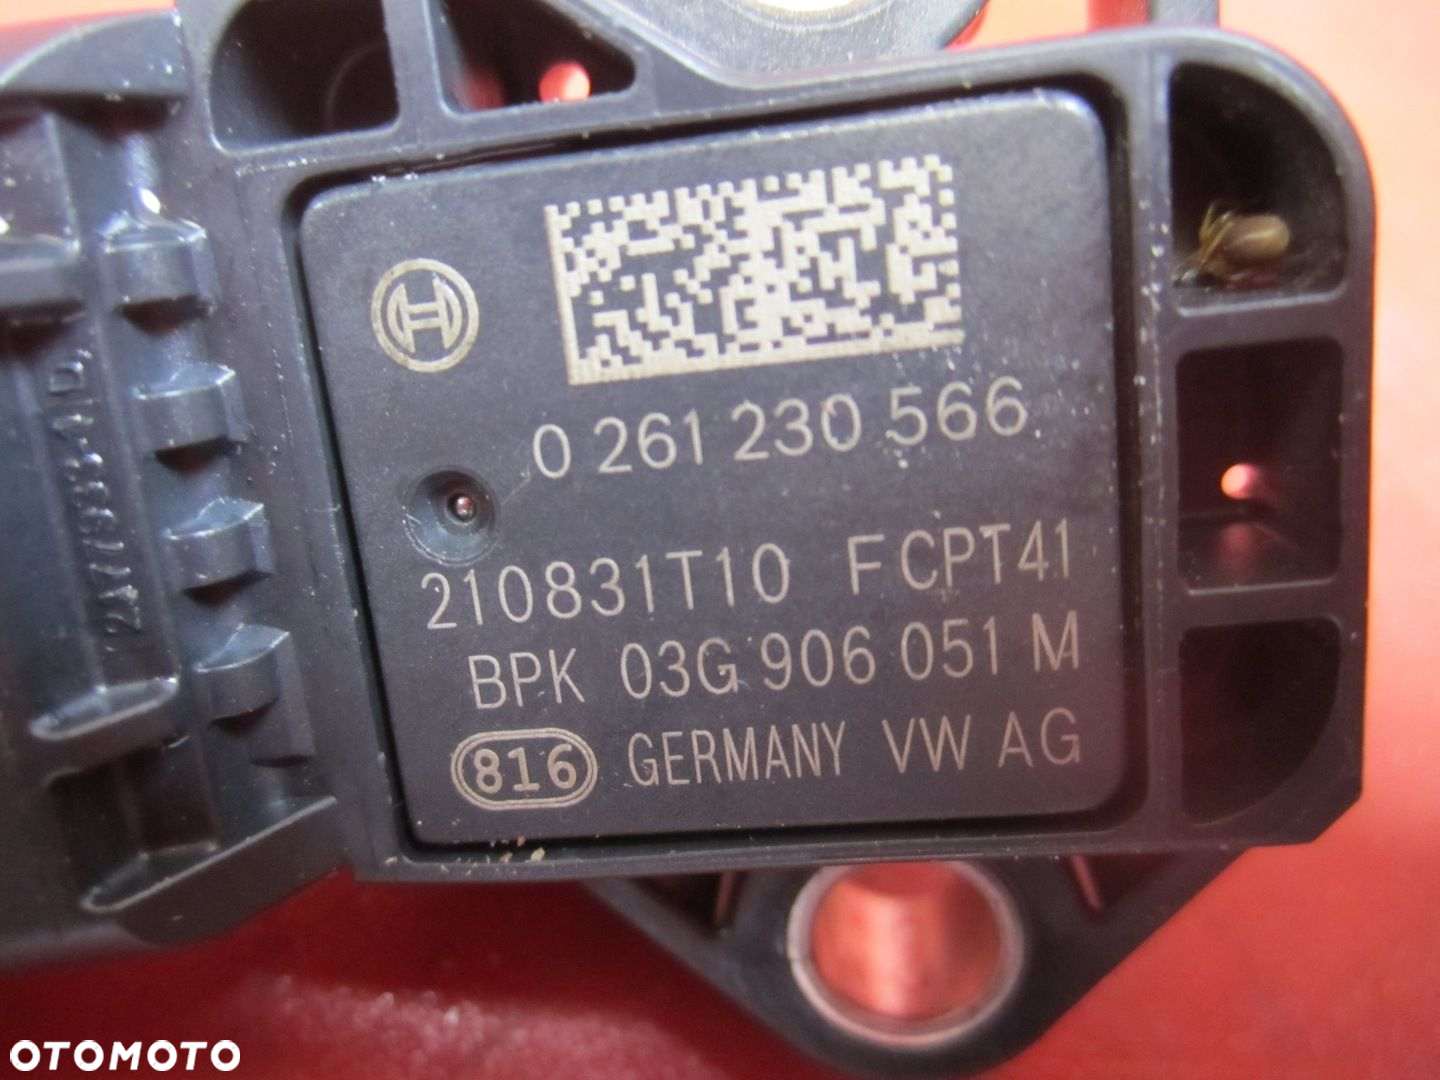 0 261 230 566
210831T10 FCPT41
BPK 03G 906 051 M
816 GERMANY VW AG
OTOMOTO